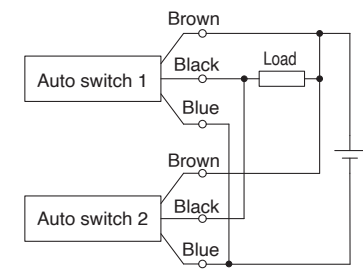 Brown
Auto switch 1
Black
Load
Blue
Brown
Auto switch 2
Black
Blue